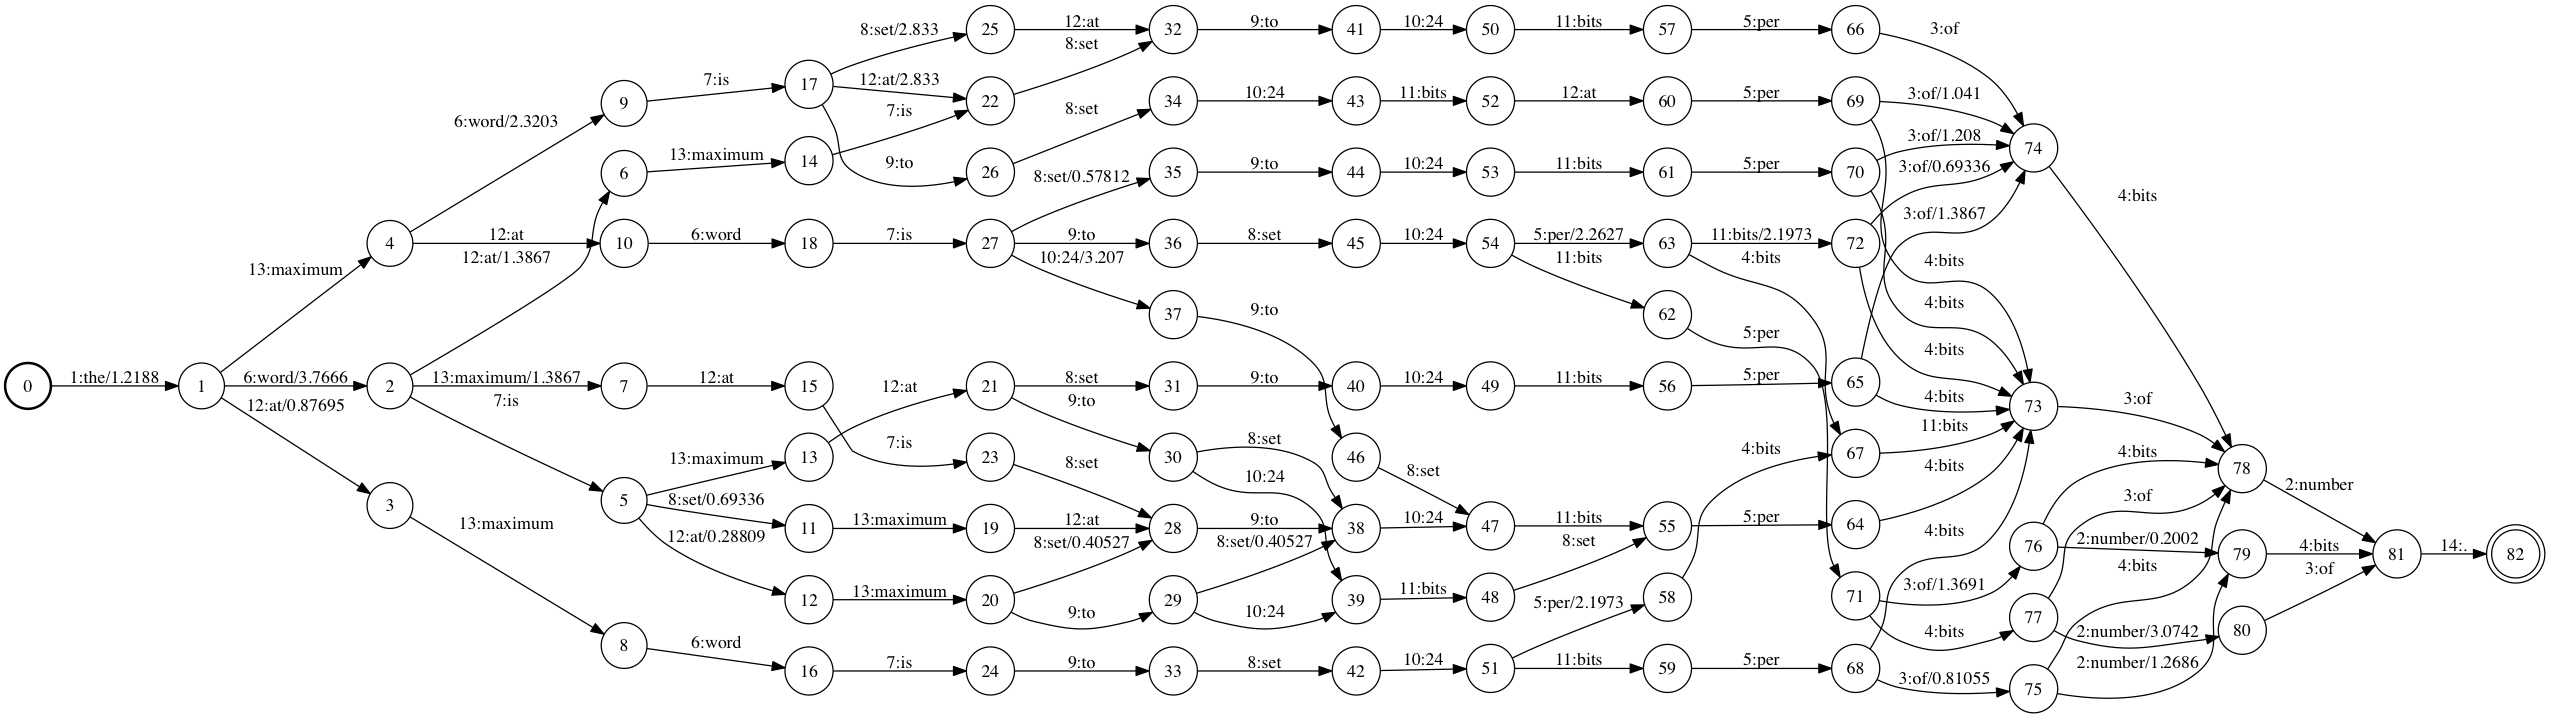 8:set/2.833 25 12:at 32 9:to 41 10:24 50 11:bits 57 5:per 66 3:of
8:set
7:is 17 12:at/2.833 22
9 7:is
6:word/2.3203
8:set 34 10:24 43 11:bits 52 12:at 60 5:per 69 3:of/1.041
3:of/1.208 74
6 13:maximum 14 9:to 26
8:set/0.57812 35 9:to 44 10:24 53 11:bits 61 5:per 70 3:of/0.69336
4:bits
3:of/1.3867
4 12:at 10 6:word 18 7:is 27 9:to 36 8:set 45 10:24 54 5:per/2.2627 63 11:bits/2.1973 72
12:at/1.3867 10:24/3.207 11:bits 4:bits 4:bits
13:maximum
37 9:to 62 5:per 4:bits
4:bits
0 1:the/1.2188 1 6:word/3.7666 2 13:maximum/1.3867 7 12:at 15 12:at 21 8:set 31 9:to 40 10:24 49 11:bits 56 5:per 65
12:at/0.87695 7:is 9:to 4:bits 73 3:of
11:bits
13:maximum 13 7:is 23 8:set 30 8:set 46 8:set 4:bits 67 4:bits
10:24
4:bits 78 2:number
3 13:maximum 5 8:set/0.69336 11 13:maximum 19 12:at 28 9:to 38 10:24 47 11:bits 55 5:per 64 3:of
12:at/0.28809 8:set/0.40527 8:set/0.40527 8:set 4:bits
76 2:number/0.2002 79 4:bits 81 14:. 82
4:bits 3:of
12 13:maximum 20 9:to 29 10:24 39 11:bits 48 5:per/2.1973 58 71 3:of/1.3691
4:bits 77 2:number/3.0742 80
8 6:word 16 7:is 24 9:to 33 8:set 42 10:24 51 11:bits 59 5:per 68 3:of/0.81055 75 2:number/1.2686